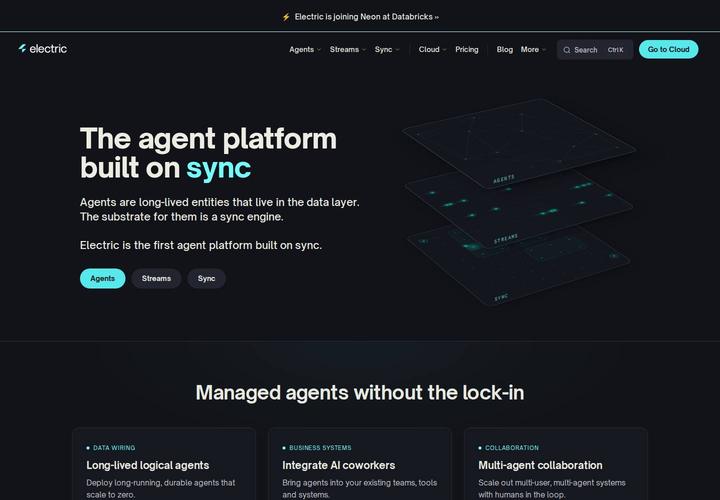 ⚡ Electric is joining Neon at Databricks »
electric
Agents Streams Sync Cloud Pricing Blog More Search Ctrl K Go to Cloud
The agent platform
built on sync
Agents are long-lived entities that live in the data layer.
The substrate for them is a sync engine.
Electric is the first agent platform built on sync.
Agents Streams Sync
AGENTS
STREAMS
SYNC
Managed agents without the lock-in
DATA WIRING
Long-lived logical agents
Deploy long-running, durable agents that
scale to zero.
BUSINESS SYSTEMS
Integrate AI coworkers
Bring agents into your existing teams, tools
and systems.
COLLABORATION
Multi-agent collaboration
Scale out multi-user, multi-agent systems
with humans in the loop.